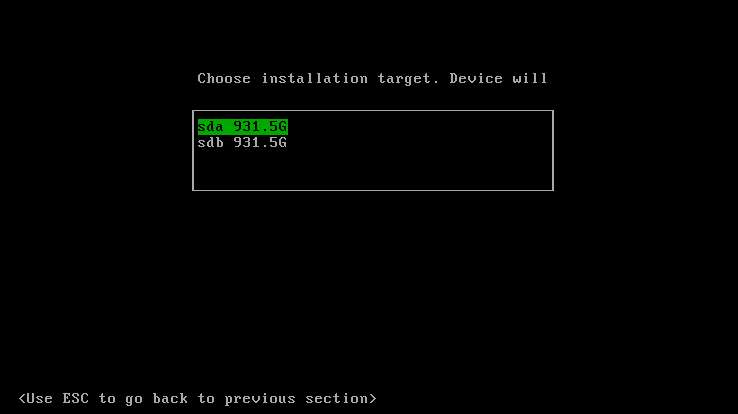 Choose installation target. Device will
sda 931.5G
sdb 931.5G
<Use ESC to go back to previous section>